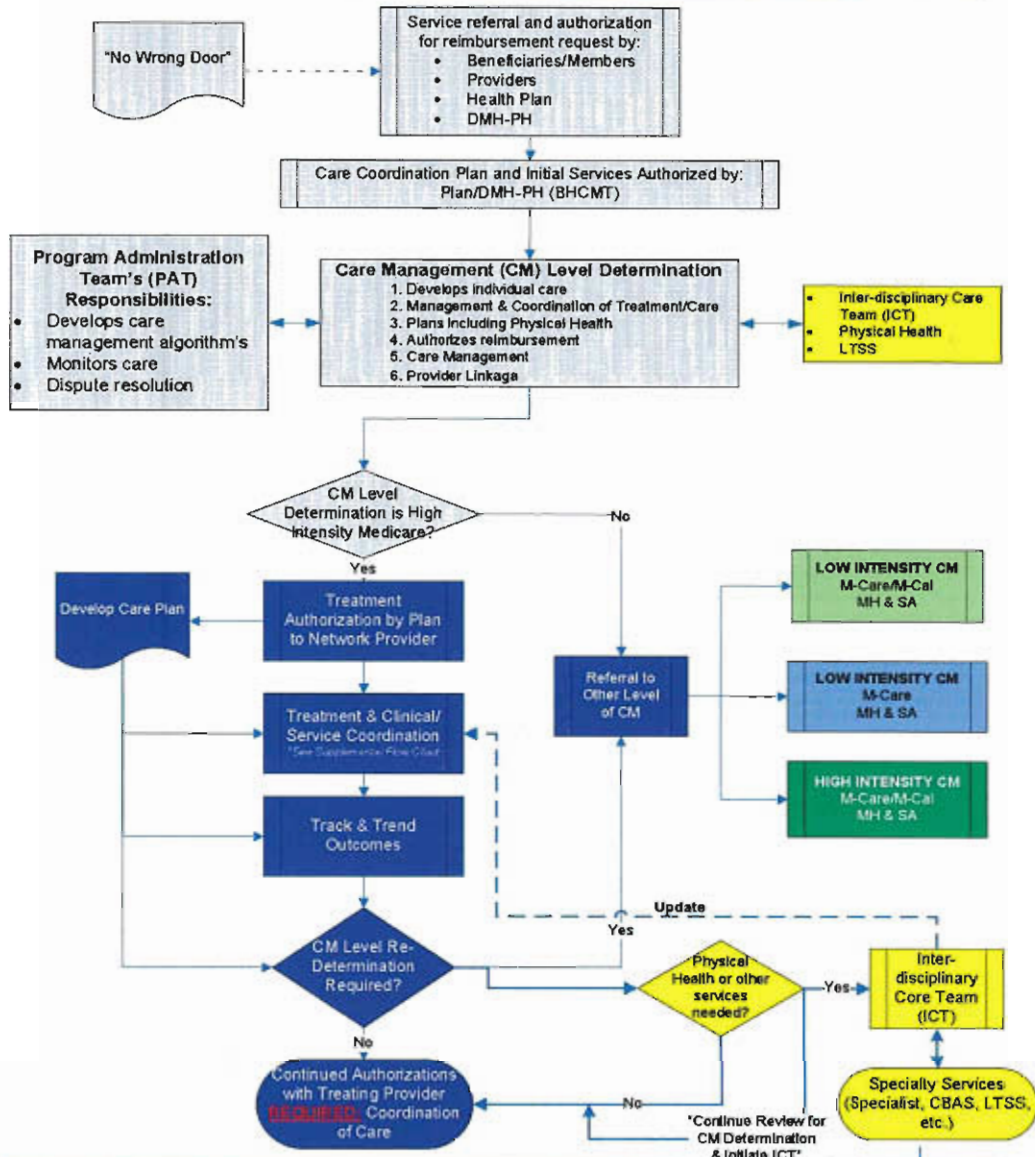 "No Wrong Door"
Service referral and authorization
for reimbursement request by:
• Beneficiaries/Members
• Providers
• Health Plan
• DMH-PH
Care Coordination Plan and Initial Services Authorized by:
Plan/DMH-PH (BHCMT)
Program Administration
Team's (PAT)
Responsibilities:
• Develops care
management algorithm's
• Monitors care
• Dispute resolution
Care Management (CM) Level Determination
1. Develops individual care
2. Management & Coordination of Treatment/Care
3. Plans Including Physical Health
4. Authorizes reimbursement
5. Care Management
6. Provider Linkaga
• Inter-disciplinary Care
Team (ICT)
• Physical Health
• LTSS
CM Level
Determination is High
Intensity Medicare?
No
Yes
Develop Care Plan
Treatment
Authorization by Plan
to Network Provider
LOW INTENSITY CM
M-Care/M-Cal
MH & SA
Referral to
Other Level
of CM
LOW INTENSITY CM
M-Care
MH & SA
Treatment & Clinical/
Service Coordination
*See Supplemental Flow Chart
HIGH INTENSITY CM
M-Care/M-Cal
MH & SA
Track & Trend
Outcomes
Update
Yes
CM Level Re-
Determination
Required?
Physical
Health or other
services
needed?
Yes
Inter-
disciplinary
Core Team
(ICT)
No
Continued Authorizations
with Treating Provider
REQUIRED: Coordination
of Care
No
"Continue Review for
CM Determination
& Initiate ICT"
Specialty Services
(Specialist, CBAS, LTSS,
etc.)